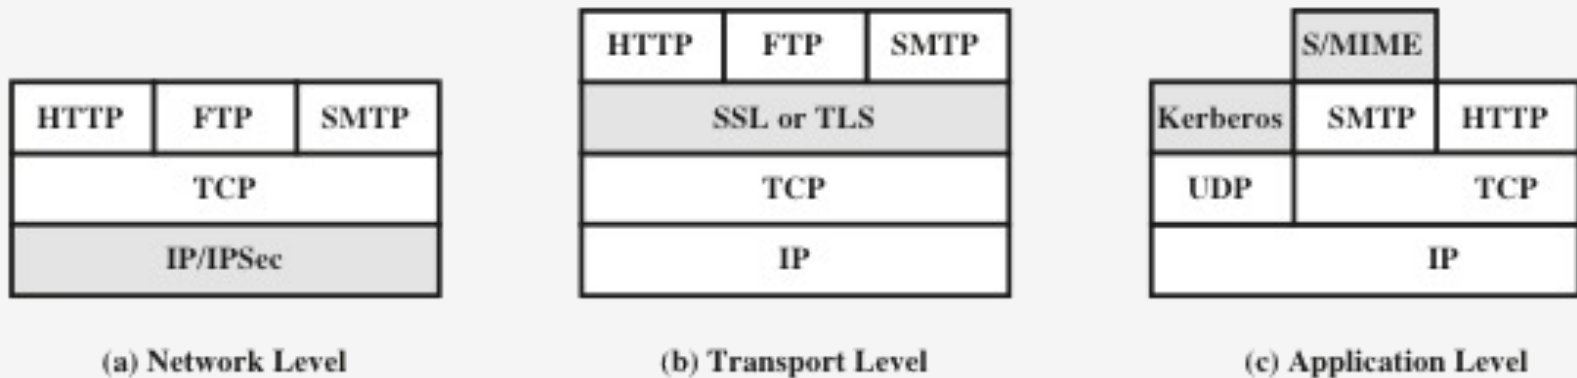 HTTP FTP SMTP
TCP
IP/IPSec
(a) Network Level
HTTP FTP SMTP
SSL or TLS
TCP
IP
(b) Transport Level
S/MIME
Kerberos SMTP HTTP
UDP TCP
IP
(c) Application Level